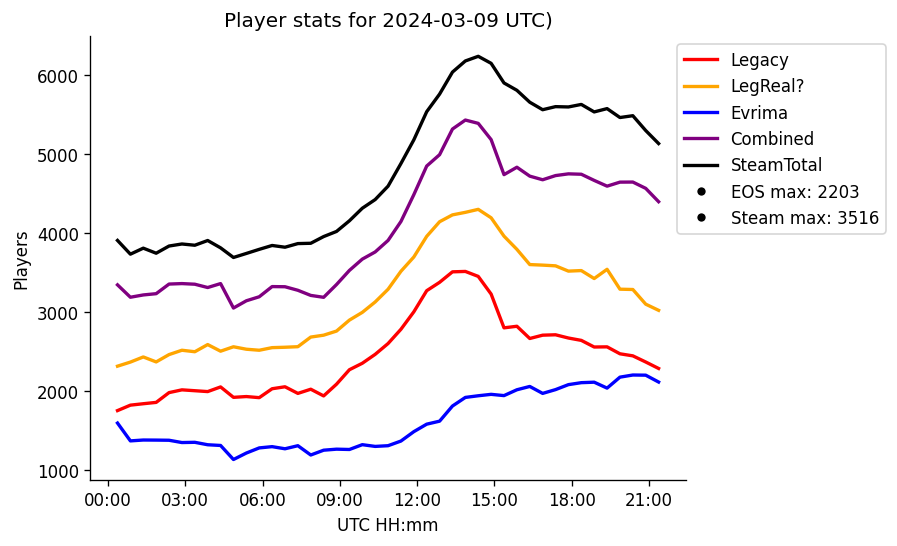 Player stats for 2024-03-09 UTC)
Legacy
LegReal?
Evrima
Combined
SteamTotal
EOS max: 2203
Steam max: 3516
Players
6000
5000
4000
3000
2000
1000
00:00 03:00 06:00 09:00 12:00 15:00 18:00 21:00
UTC HH:mm